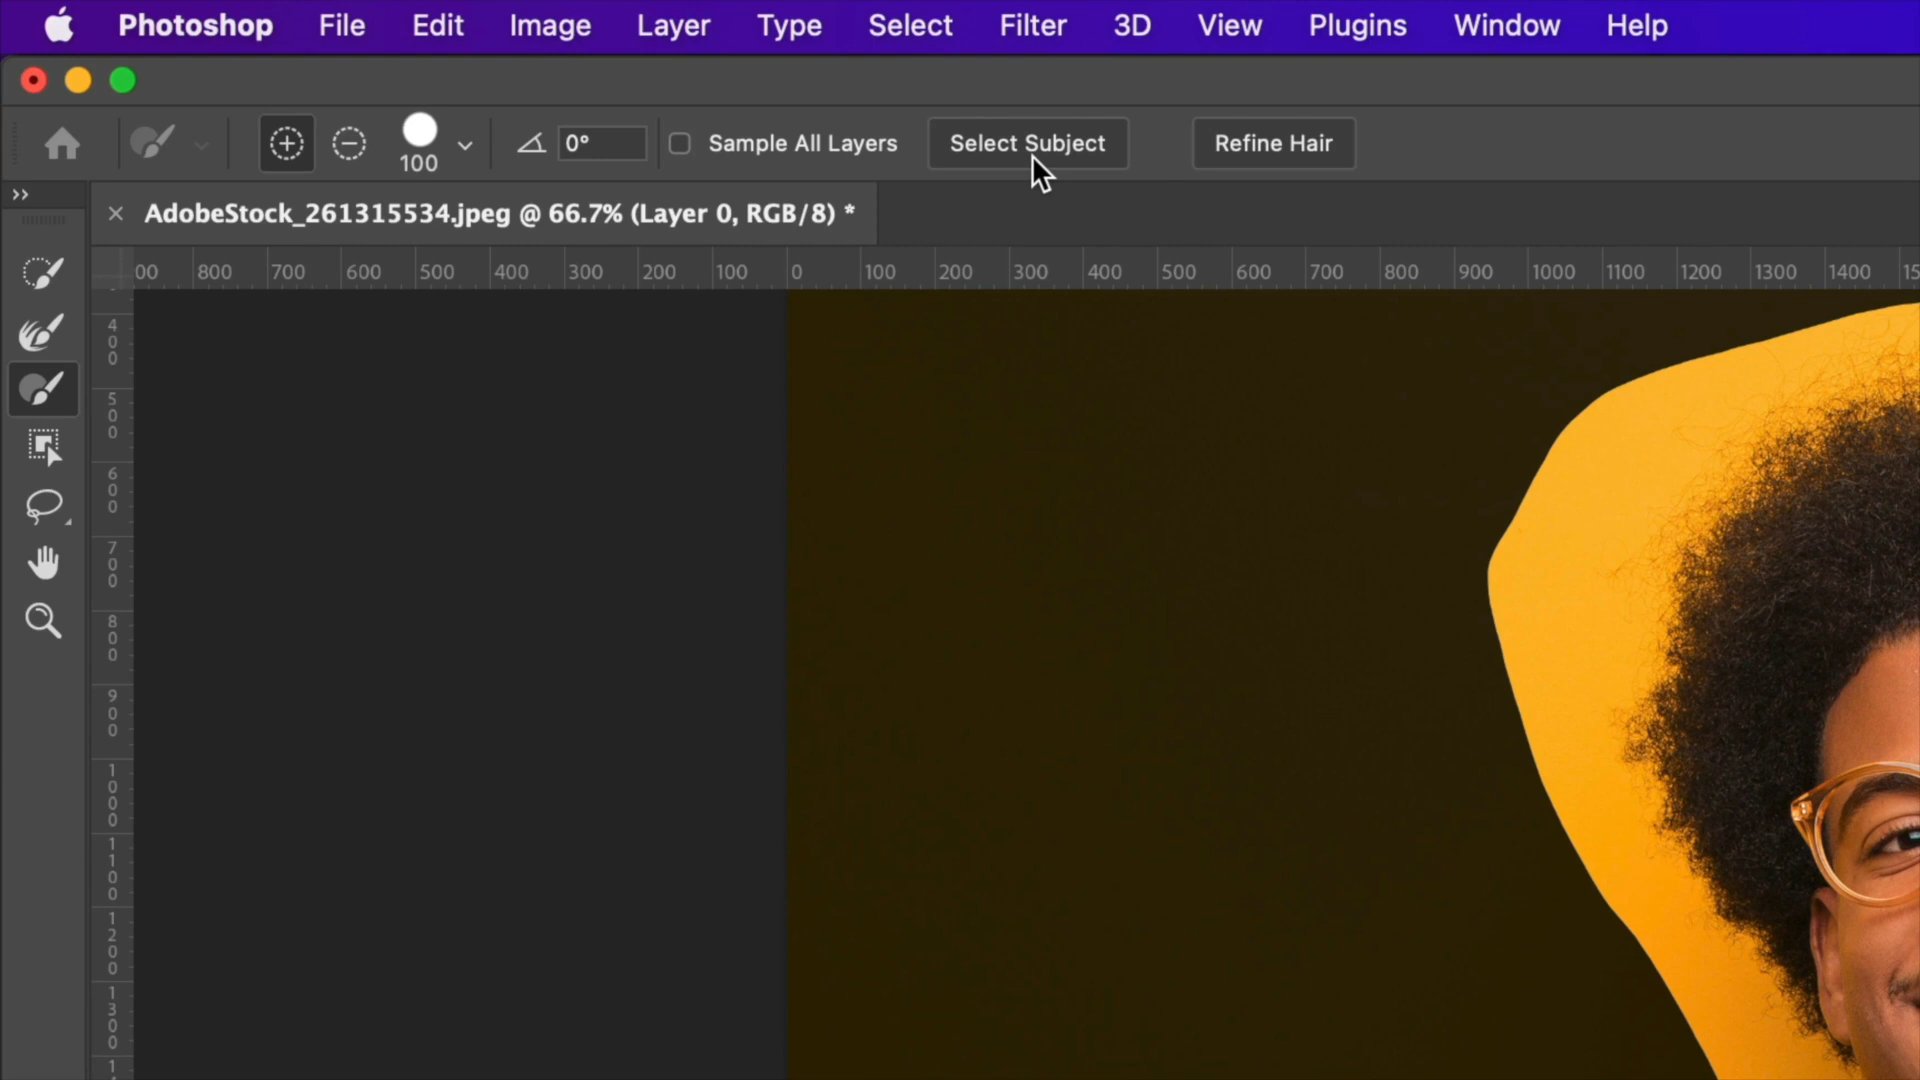 Photoshop File Edit Image Layer Type Select Filter 3D View Plugins Window Help
100 0° Sample All Layers Select Subject Refine Hair
AdobeStock_261315534.jpeg @ 66.7% (Layer 0, RGB/8) *
00 800 700 600 500 400 300 200 100 0 100 200 300 400 500 600 700 800 900 1000 1100 1200 1300 1400 15
400
500
600
700
800
900
1000
1100
1200
1300
1